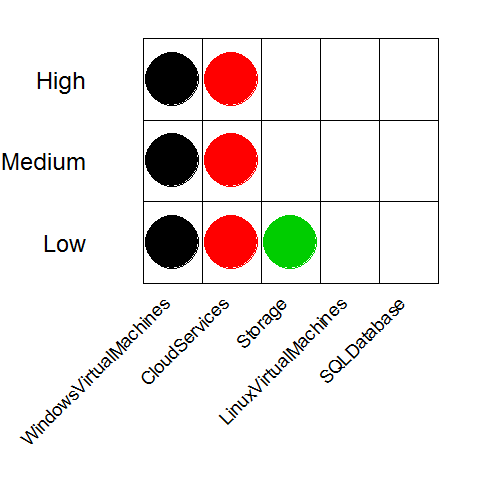 High
Medium
Low
WindowsVirtualMachines
CloudServices
Storage
LinuxVirtualMachines
SQLDatabase